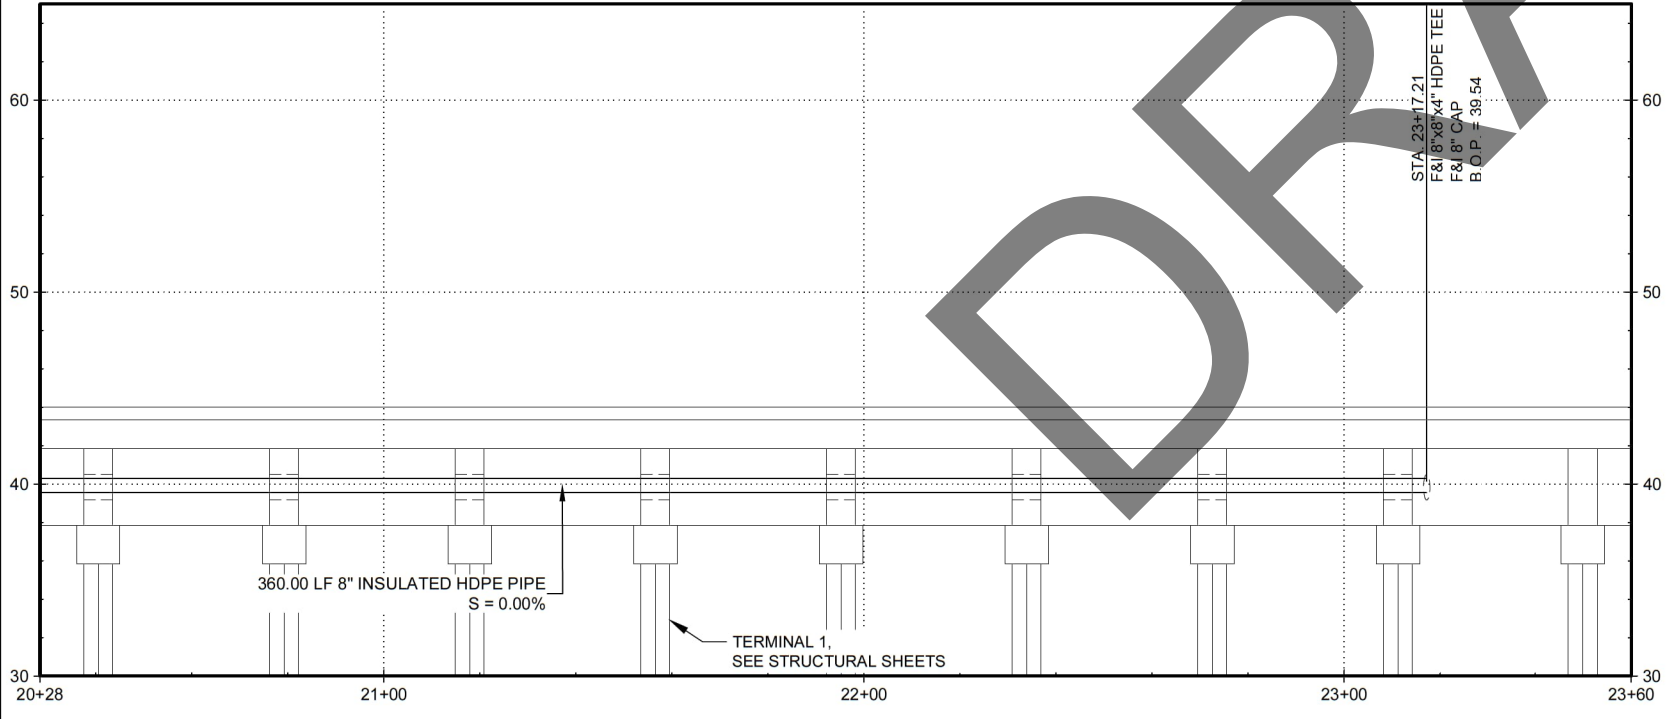 60
50
40
30
60
50
40
30
STA. 23+17.21
F&I 8"x8"x4" HDPE TEE
F&I 8" CAP
B.O.P. = 39.54
DRA
360.00 LF 8" INSULATED HDPE PIPE
S = 0.00%
TERMINAL 1,
SEE STRUCTURAL SHEETS
20+28
21+00
22+00
23+00
23+60